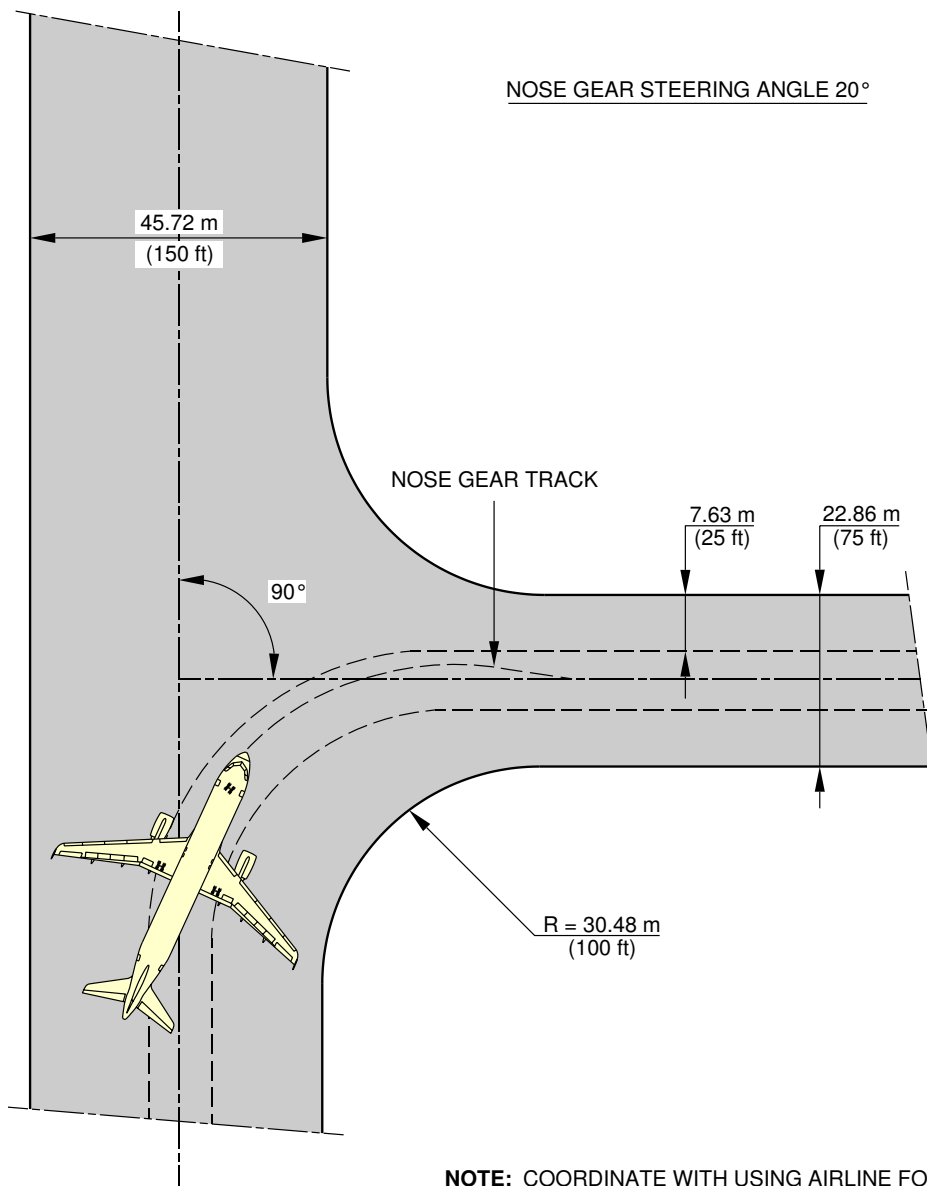 NOSE GEAR STEERING ANGLE 20°
45.72 m
(150 ft)
NOSE GEAR TRACK
7.63 m
(25 ft)
22.86 m
(75 ft)
90°
R = 30.48 m
(100 ft)
NOTE: COORDINATE WITH USING AIRLINE FO